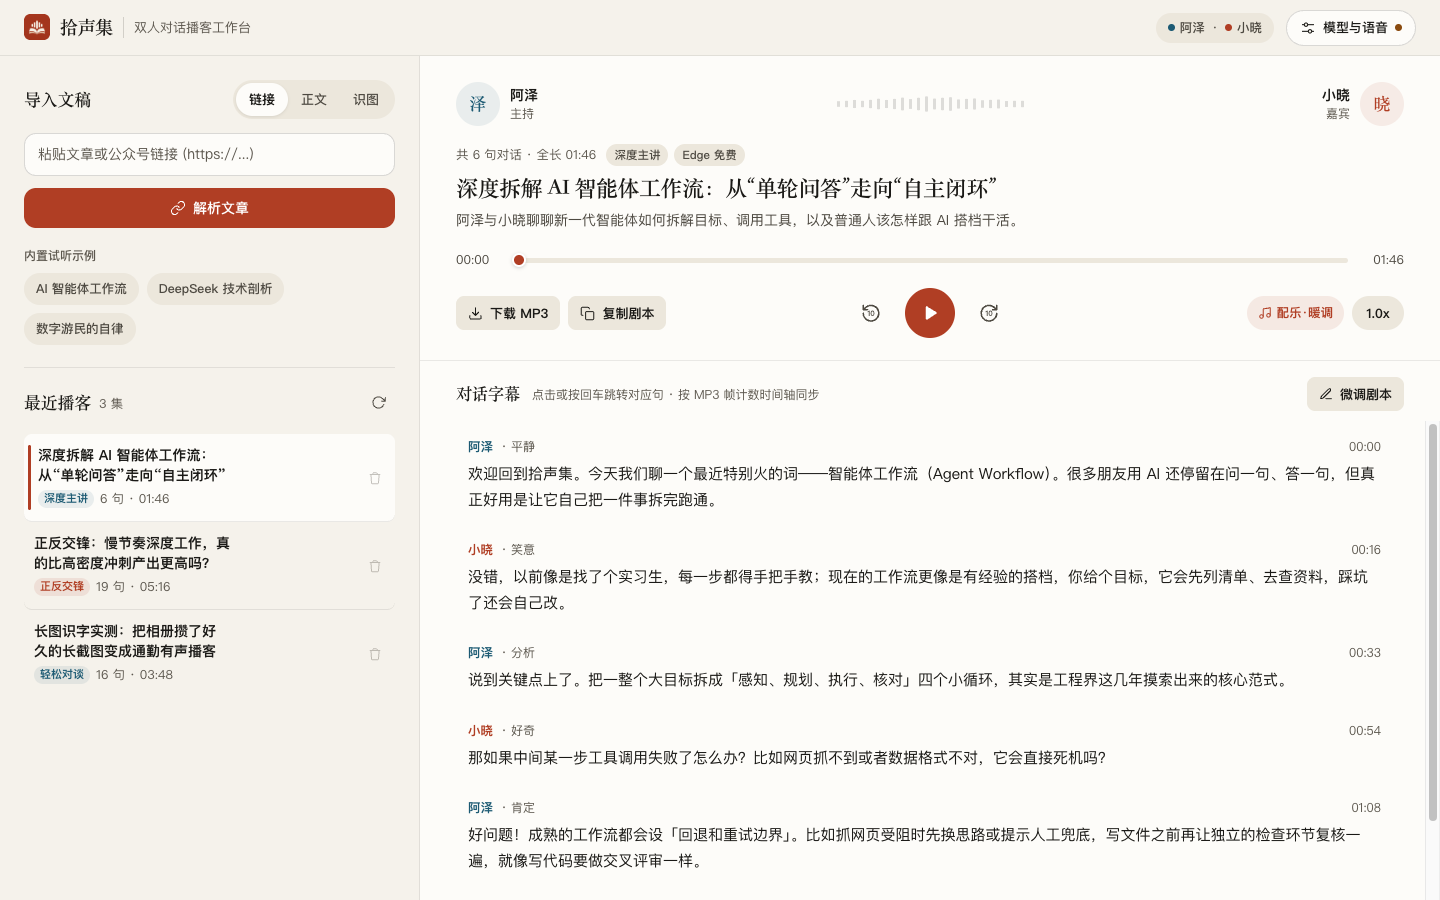 拾声集
双人对话播客工作台
阿泽 · 小晓
模型与语音
导入文稿
链接
正文
识图
粘贴文章或公众号链接 (https://...)
解析文章
内置试听示例
AI 智能体工作流
DeepSeek 技术剖析
数字游民的自律
最近播客
3 集
深度拆解 AI 智能体工作流：
从“单轮问答”走向“自主闭环”
深度主讲
6 句 · 01:46
正反交锋：慢节奏深度工作，真
的比高密度冲刺产出更高吗？
正反交锋
19 句 · 05:16
长图识字实测：把相册攒了好
久的长截图变成通勤有声播客
轻松对谈
16 句 · 03:48
泽
阿泽
主持
小晓
嘉宾
晓
共 6 句对话 · 全长 01:46
深度主讲
Edge 免费
深度拆解 AI 智能体工作流：从“单轮问答”走向“自主闭环”
阿泽与小晓聊聊新一代智能体如何拆解目标、调用工具，以及普通人该怎样跟 AI 搭档干活。
00:00
01:46
下载 MP3
复制剧本
10
10
配乐·暖调
1.0x
对话字幕
点击或按回车跳转对应句 · 按 MP3 帧计数时间轴同步
微调剧本
阿泽 · 平静
00:00
欢迎回到拾声集。今天我们聊一个最近特别火的词——智能体工作流（Agent Workflow）。很多朋友用 AI 还停留在问一句、答一句，但真
正好用是让它自己把一件事拆完跑通。
小晓 · 笑意
00:16
没错，以前像是找了个实习生，每一步都得手把手教；现在的工作流更像是有经验的搭档，你给个目标，它会先列清单、去查资料，踩坑
了还会自己改。
阿泽 · 分析
00:33
说到关键点上了。把一整个大目标拆成「感知、规划、执行、核对」四个小循环，其实是工程界这几年摸索出来的核心范式。
小晓 · 好奇
00:54
那如果中间某一步工具调用失败了怎么办？比如网页抓不到或者数据格式不对，它会直接死机吗？
阿泽 · 肯定
01:08
好问题！成熟的工作流都会设「回退和重试边界」。比如抓网页受阻时先换思路或提示人工兜底，写文件之前再让独立的检查环节复核一
遍，就像写代码要做交叉评审一样。